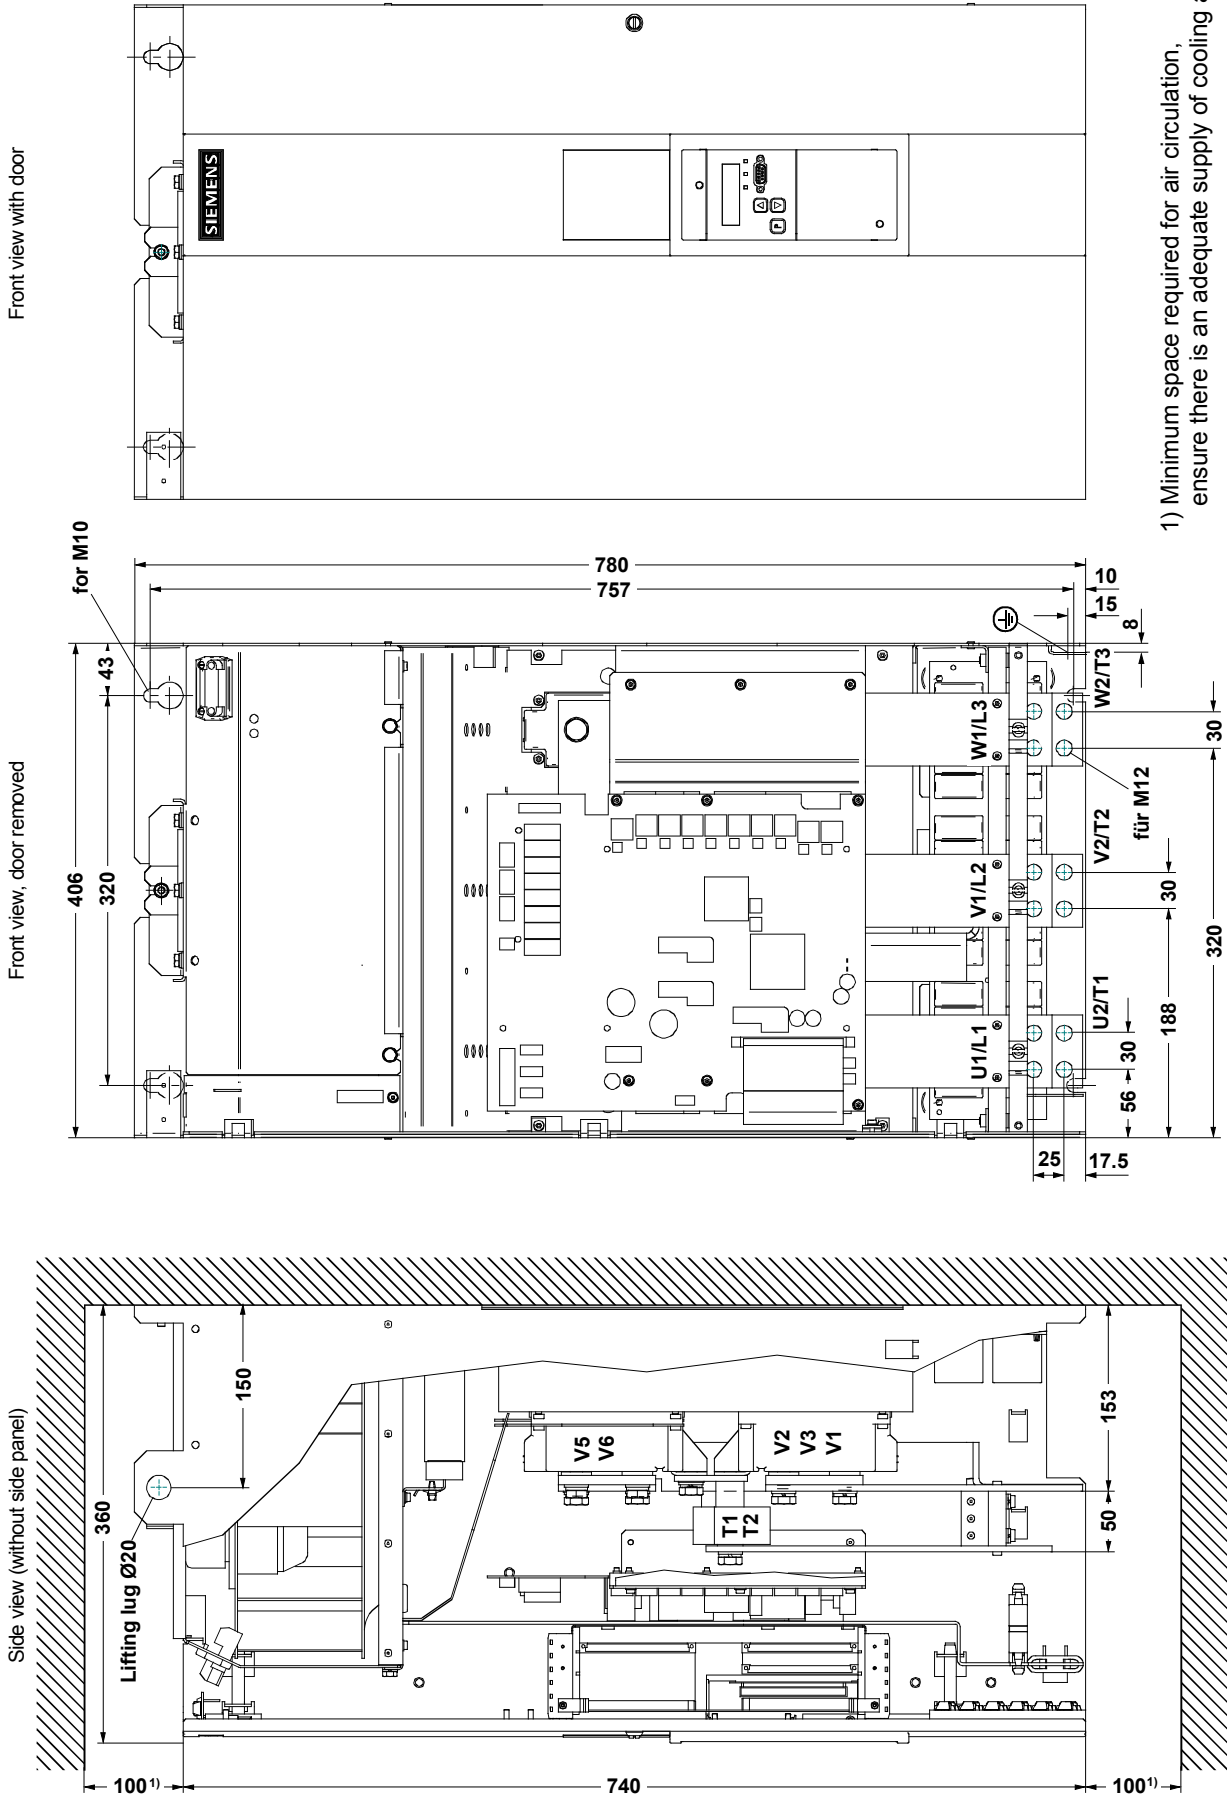 Side view (without side panel)
360
150
Lifting lug Ø20
100¹⁾
740
100¹⁾
V5
V6
V2
V3
V1
T1
T2
153
50
Front view, door removed
406
320
43
for M10
780
757
10
15
8
U1/L1
V1/L2
W1/L3
U2/T1
V2/T2
W2/T3
für M12
30
30
30
56
188
320
25
17.5
Front view with door
SIEMENS
P
1) Minimum space required for air circulation,
ensure there is an adequate supply of cooling